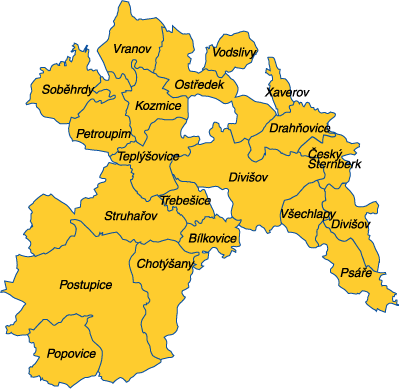 Vranov
Vodslivy
Soběhrdy
Ostředek
Xaverov
Kozmice
Petroupim
Drahňovice
Teplýšovice
Český
Šternberk
Divišov
Třebešice
Struhařov
Všechlapy
Divišov
Bílkovice
Chotýšany
Psáře
Postupice
Popovice